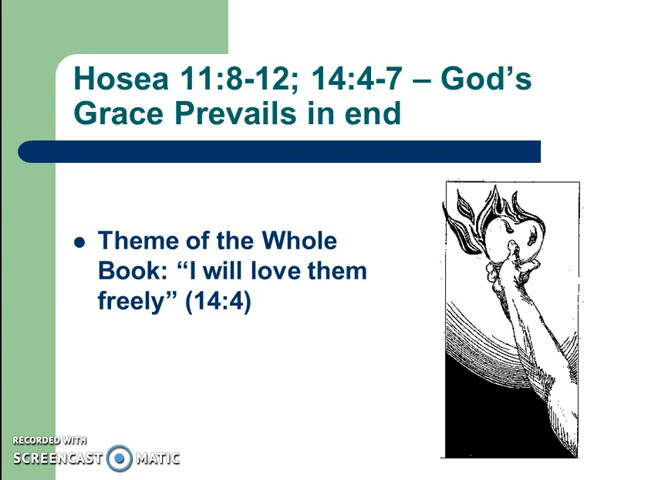 Hosea 11:8-12; 14:4-7 – God’s
Grace Prevails in end
Theme of the Whole
Book: “I will love them
freely” (14:4)
RECORDED WITH
SCREENCAST MATIC